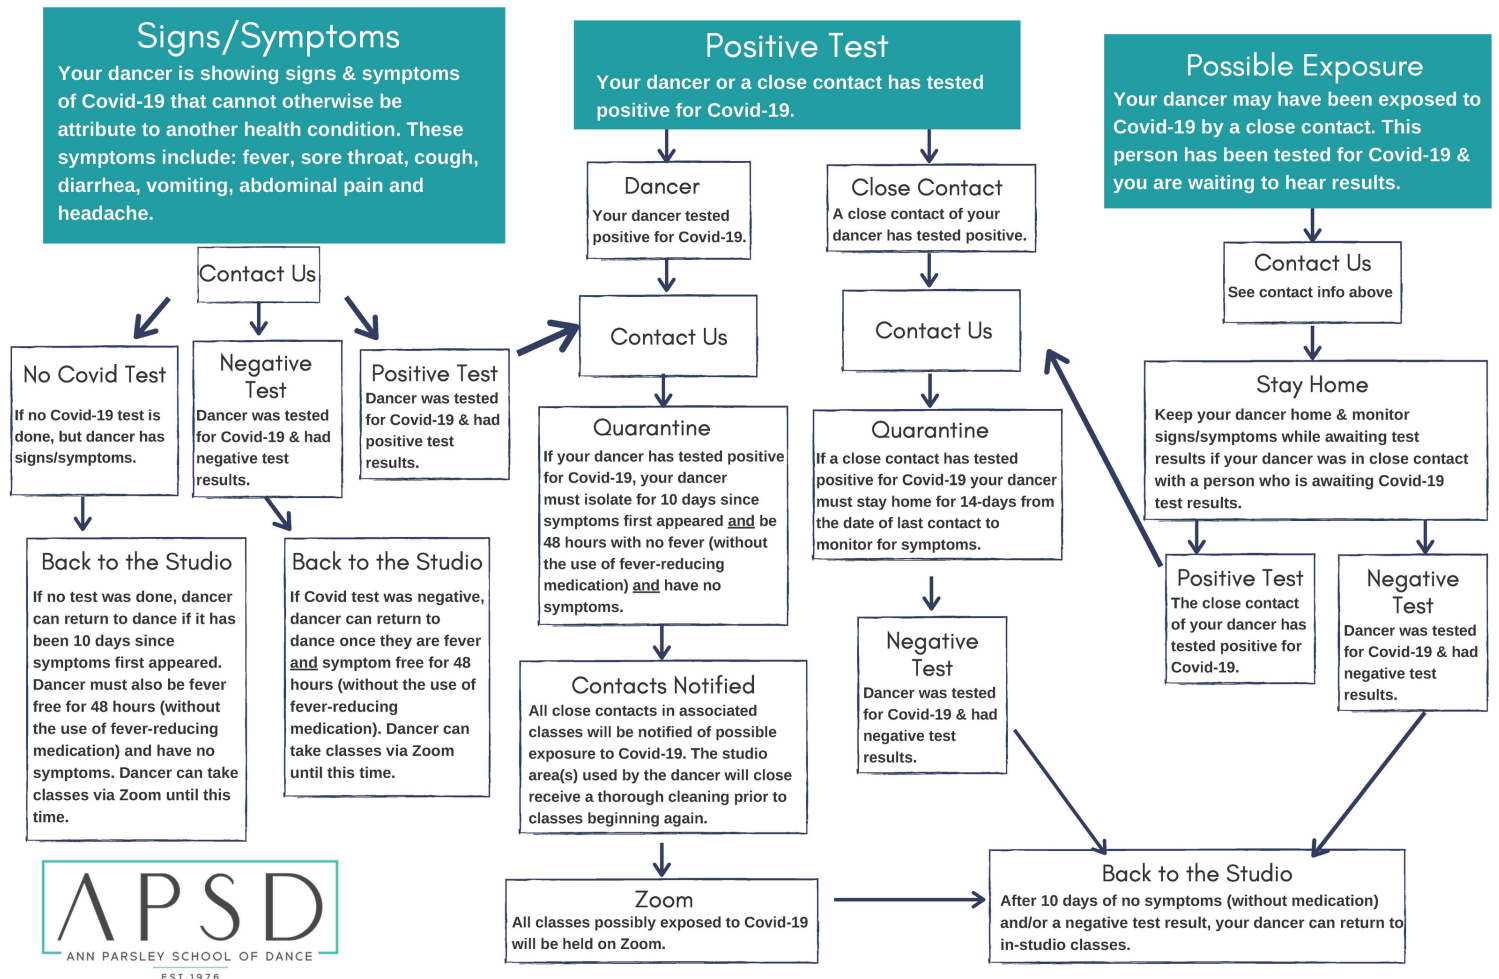 Signs/Symptoms
Your dancer is showing signs & symptoms
of Covid-19 that cannot otherwise be
attribute to another health condition. These
symptoms include: fever, sore throat, cough,
diarrhea, vomiting, abdominal pain and
headache.
Contact Us
No Covid Test
If no Covid-19 test is
done, but dancer has
signs/symptoms.
Negative
Test
Dancer was tested
for Covid-19 & had
negative test
results.
Positive Test
Dancer was tested
for Covid-19 & had
positive test
results.
Back to the Studio
If no test was done, dancer
can return to dance if it has
been 10 days since
symptoms first appeared.
Dancer must also be fever
free for 48 hours (without
the use of fever-reducing
medication) and have no
symptoms. Dancer can take
classes via Zoom until this
time.
Back to the Studio
If Covid test was negative,
dancer can return to
dance once they are fever
and symptom free for 48
hours (without the use of
fever-reducing
medication). Dancer can
take classes via Zoom
until this time.
Positive Test
Your dancer or a close contact has tested
positive for Covid-19.
Dancer
Your dancer tested
positive for Covid-19.
Contact Us
Quarantine
If your dancer has tested positive
for Covid-19, your dancer
must isolate for 10 days since
symptoms first appeared and be
48 hours with no fever (without
the use of fever-reducing
medication) and have no
symptoms.
Contacts Notified
All close contacts in associated
classes will be notified of possible
exposure to Covid-19. The studio
area(s) used by the dancer will close
receive a thorough cleaning prior to
classes beginning again.
Zoom
All classes possibly exposed to Covid-19
will be held on Zoom.
Close Contact
A close contact of your
dancer has tested positive.
Contact Us
Quarantine
If a close contact has tested
positive for Covid-19 your dancer
must stay home for 14-days from
the date of last contact to
monitor for symptoms.
Negative
Test
Dancer was tested
for Covid-19 & had
negative test
results.
Possible Exposure
Your dancer may have been exposed to
Covid-19 by a close contact. This
person has been tested for Covid-19 &
you are waiting to hear results.
Contact Us
See contact info above
Stay Home
Keep your dancer home & monitor
signs/symptoms while awaiting test
results if your dancer was in close contact
with a person who is awaiting Covid-19
test results.
Positive Test
The close contact
of your dancer has
tested positive for
Covid-19.
Negative
Test
Dancer was tested
for Covid-19 & had
negative test
results.
Back to the Studio
After 10 days of no symptoms (without medication)
and/or a negative test result, your dancer can return to
in-studio classes.
APSD
ANN PARSLEY SCHOOL OF DANCE
EST.1976